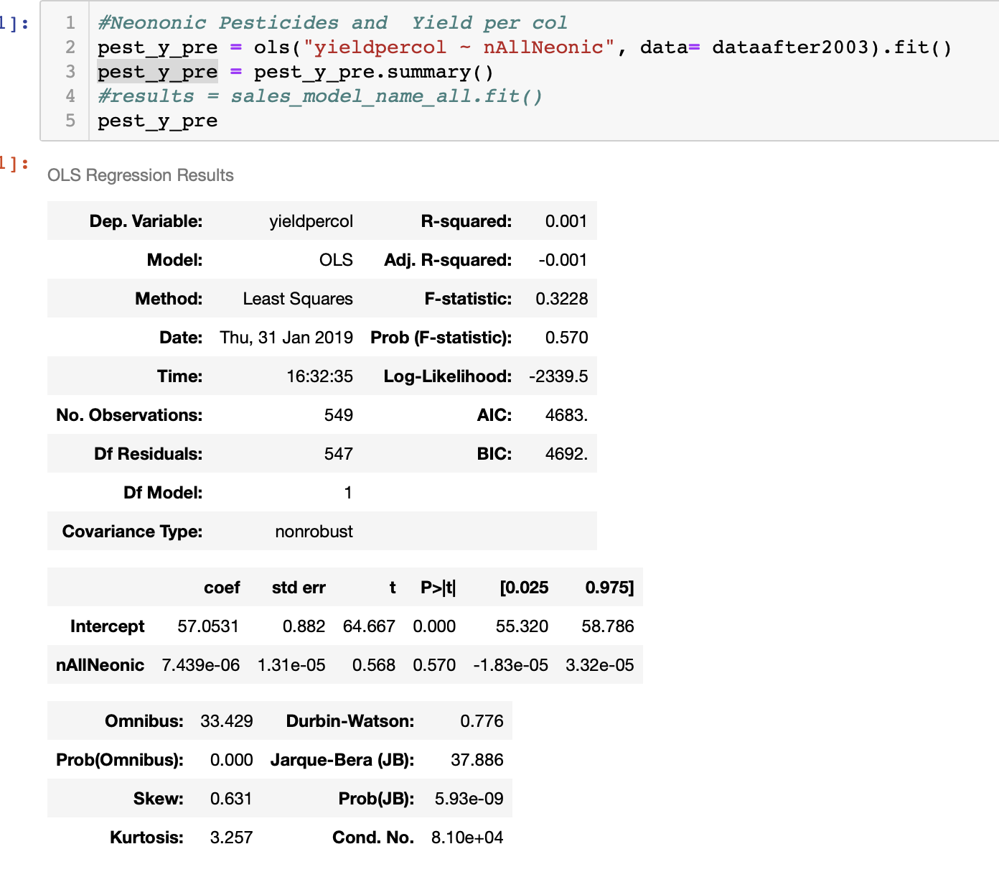 1]:
1 #Neononic Pesticides and  Yield per col
2 pest_y_pre = ols("yieldpercol ~ nAllNeonic", data= dataafter2003).fit()
3 pest_y_pre = pest_y_pre.summary()
4 #results = sales_model_name_all.fit()
5 pest_y_pre
1]:
OLS Regression Results
Dep. Variable: yieldpercol R-squared: 0.001
Model: OLS Adj. R-squared: -0.001
Method: Least Squares F-statistic: 0.3228
Date: Thu, 31 Jan 2019 Prob (F-statistic): 0.570
Time: 16:32:35 Log-Likelihood: -2339.5
No. Observations: 549 AIC: 4683.
Df Residuals: 547 BIC: 4692.
Df Model: 1
Covariance Type: nonrobust
coef std err t P>|t| [0.025 0.975]
Intercept 57.0531 0.882 64.667 0.000 55.320 58.786
nAllNeonic 7.439e-06 1.31e-05 0.568 0.570 -1.83e-05 3.32e-05
Omnibus: 33.429 Durbin-Watson: 0.776
Prob(Omnibus): 0.000 Jarque-Bera (JB): 37.886
Skew: 0.631 Prob(JB): 5.93e-09
Kurtosis: 3.257 Cond. No. 8.10e+04